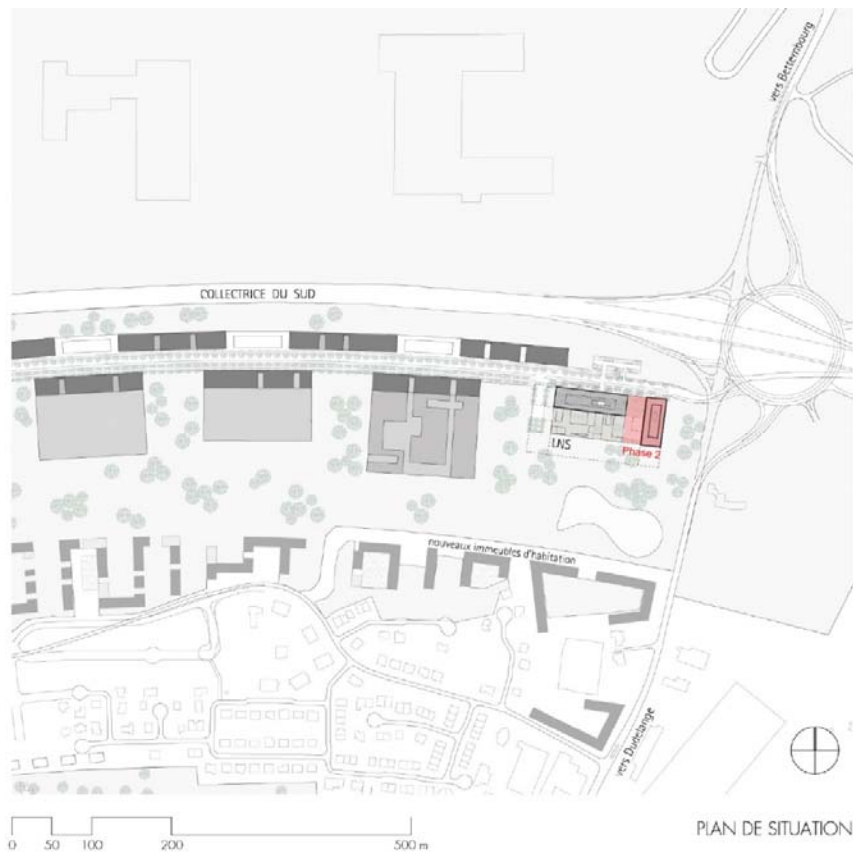 vers Bettembourg
COLLECTRICE DU SUD
LNS
Phase 2
nouveaux immeubles d'habitation
vers Dudelange
0 50 100 200 500 m
PLAN DE SITUATION